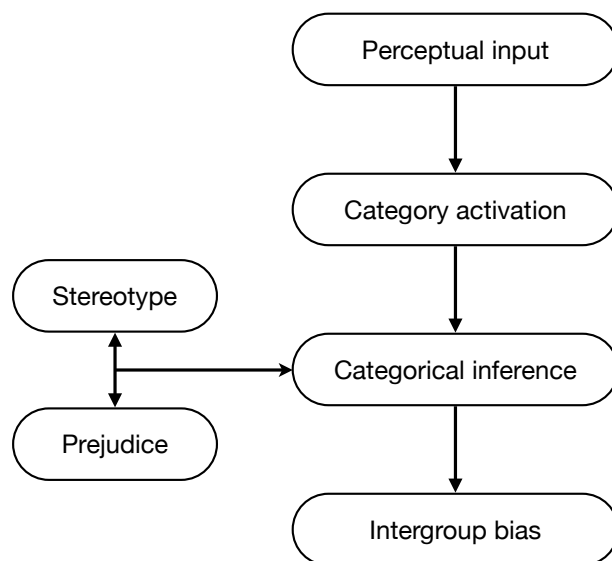 Perceptual input
Category activation
Stereotype
Categorical inference
Prejudice
Intergroup bias